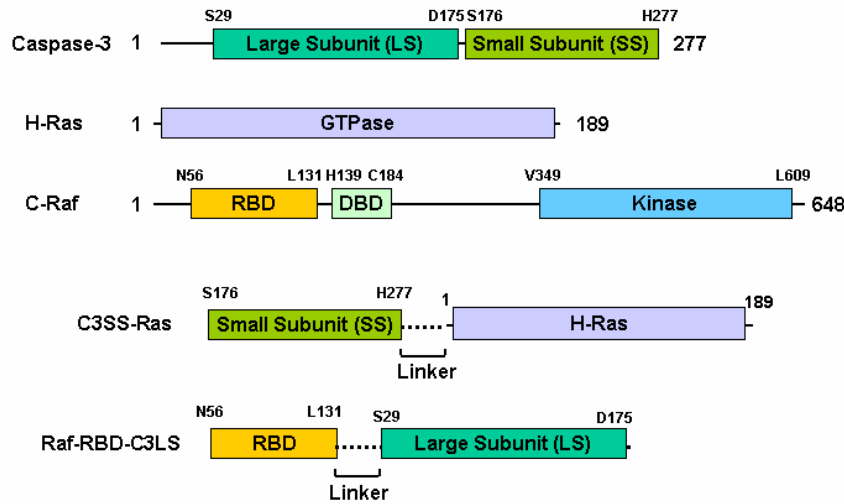 S29 D175 S176 H277
Caspase-3 1 Large Subunit (LS) Small Subunit (SS) 277
H-Ras 1 GTPase 189
N56 L131 H139 C184 V349 L609
C-Raf 1 RBD DBD Kinase 648
S176 H277 1 189
C3SS-Ras Small Subunit (SS) H-Ras
Linker
N56 L131 S29 D175
Raf-RBD-C3LS RBD Large Subunit (LS)
Linker